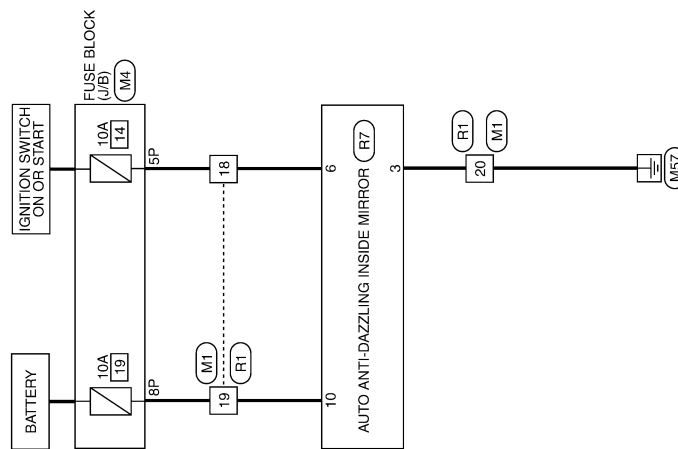 BATTERY
IGNITION SWITCH
ON OR START
FUSE BLOCK
(J/B)
M4
10A
19
10A
14
8P
5P
M1
19
R1
18
10
6
AUTO ANTI-DAZZLING INSIDE MIRROR
R7
3
R1
20
M1
M57